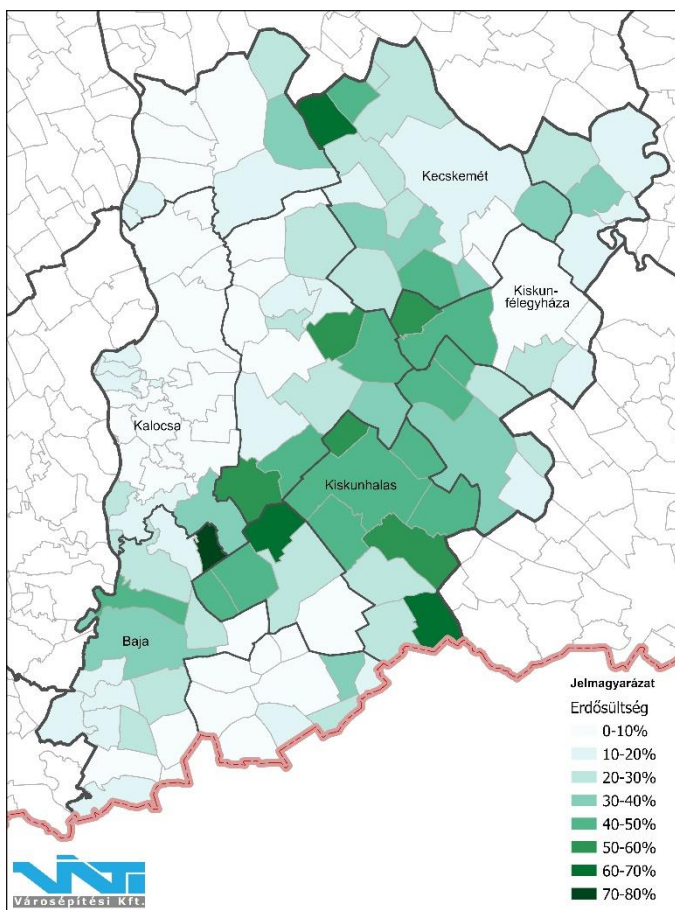 Kecskemét
Kiskun-
félegyháza
Kalocsa
Kiskunhalas
Baja
Jelmagyarázat
Erdősültség
0-10%
10-20%
20-30%
30-40%
40-50%
50-60%
60-70%
70-80%
VÁTI
Városépítési Kft.